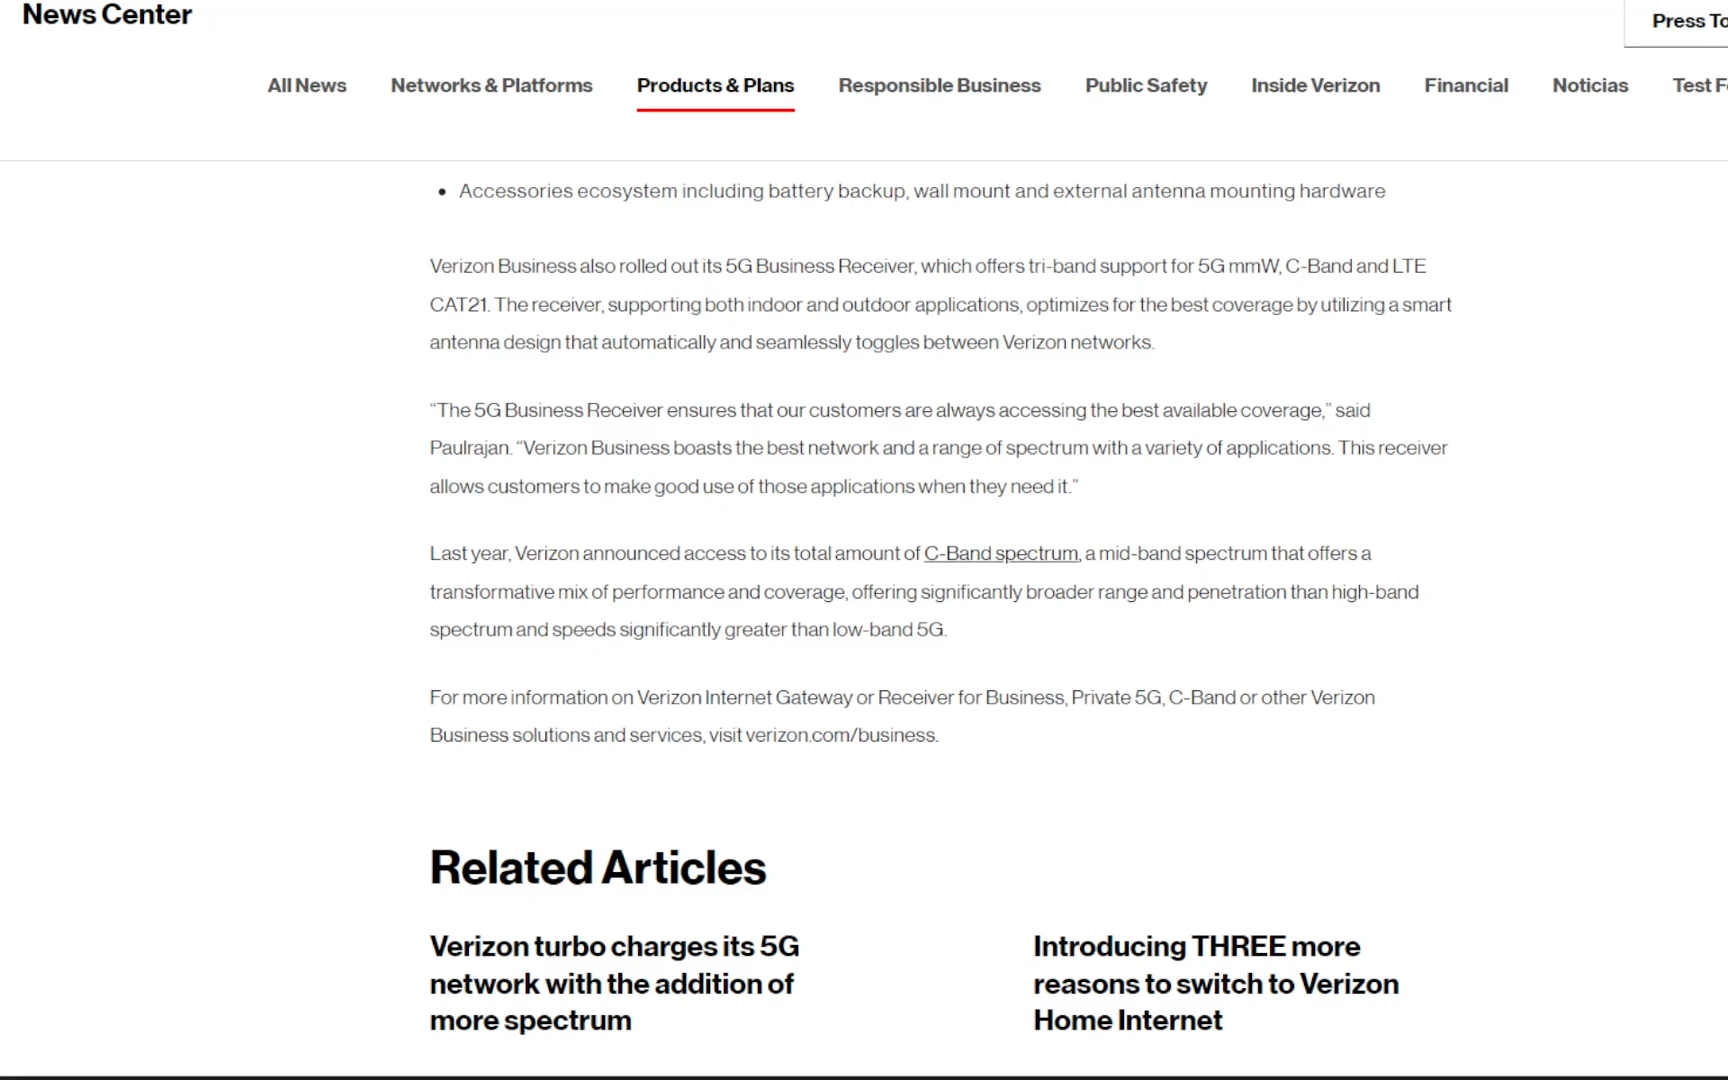 News Center
Press To
All News Networks & Platforms Products & Plans Responsible Business Public Safety Inside Verizon Financial Noticias Test F
• Accessories ecosystem including battery backup, wall mount and external antenna mounting hardware
Verizon Business also rolled out its 5G Business Receiver, which offers tri-band support for 5G mmW, C-Band and LTE
CAT21. The receiver, supporting both indoor and outdoor applications, optimizes for the best coverage by utilizing a smart
antenna design that automatically and seamlessly toggles between Verizon networks.
“The 5G Business Receiver ensures that our customers are always accessing the best available coverage,” said
Paulrajan. “Verizon Business boasts the best network and a range of spectrum with a variety of applications. This receiver
allows customers to make good use of those applications when they need it.”
Last year, Verizon announced access to its total amount of C-Band spectrum, a mid-band spectrum that offers a
transformative mix of performance and coverage, offering significantly broader range and penetration than high-band
spectrum and speeds significantly greater than low-band 5G.
For more information on Verizon Internet Gateway or Receiver for Business, Private 5G, C-Band or other Verizon
Business solutions and services, visit verizon.com/business.
Related Articles
Verizon turbo charges its 5G
network with the addition of
more spectrum
Introducing THREE more
reasons to switch to Verizon
Home Internet